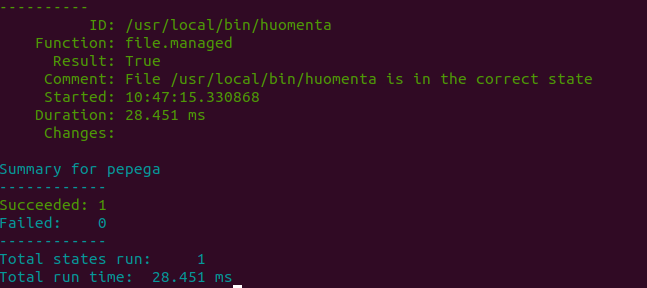 ----------
          ID: /usr/local/bin/huomenta
    Function: file.managed
      Result: True
     Comment: File /usr/local/bin/huomenta is in the correct state
     Started: 10:47:15.330868
    Duration: 28.451 ms
     Changes:

Summary for pepega
------------
Succeeded: 1
Failed:    0
------------
Total states run:     1
Total run time:  28.451 ms